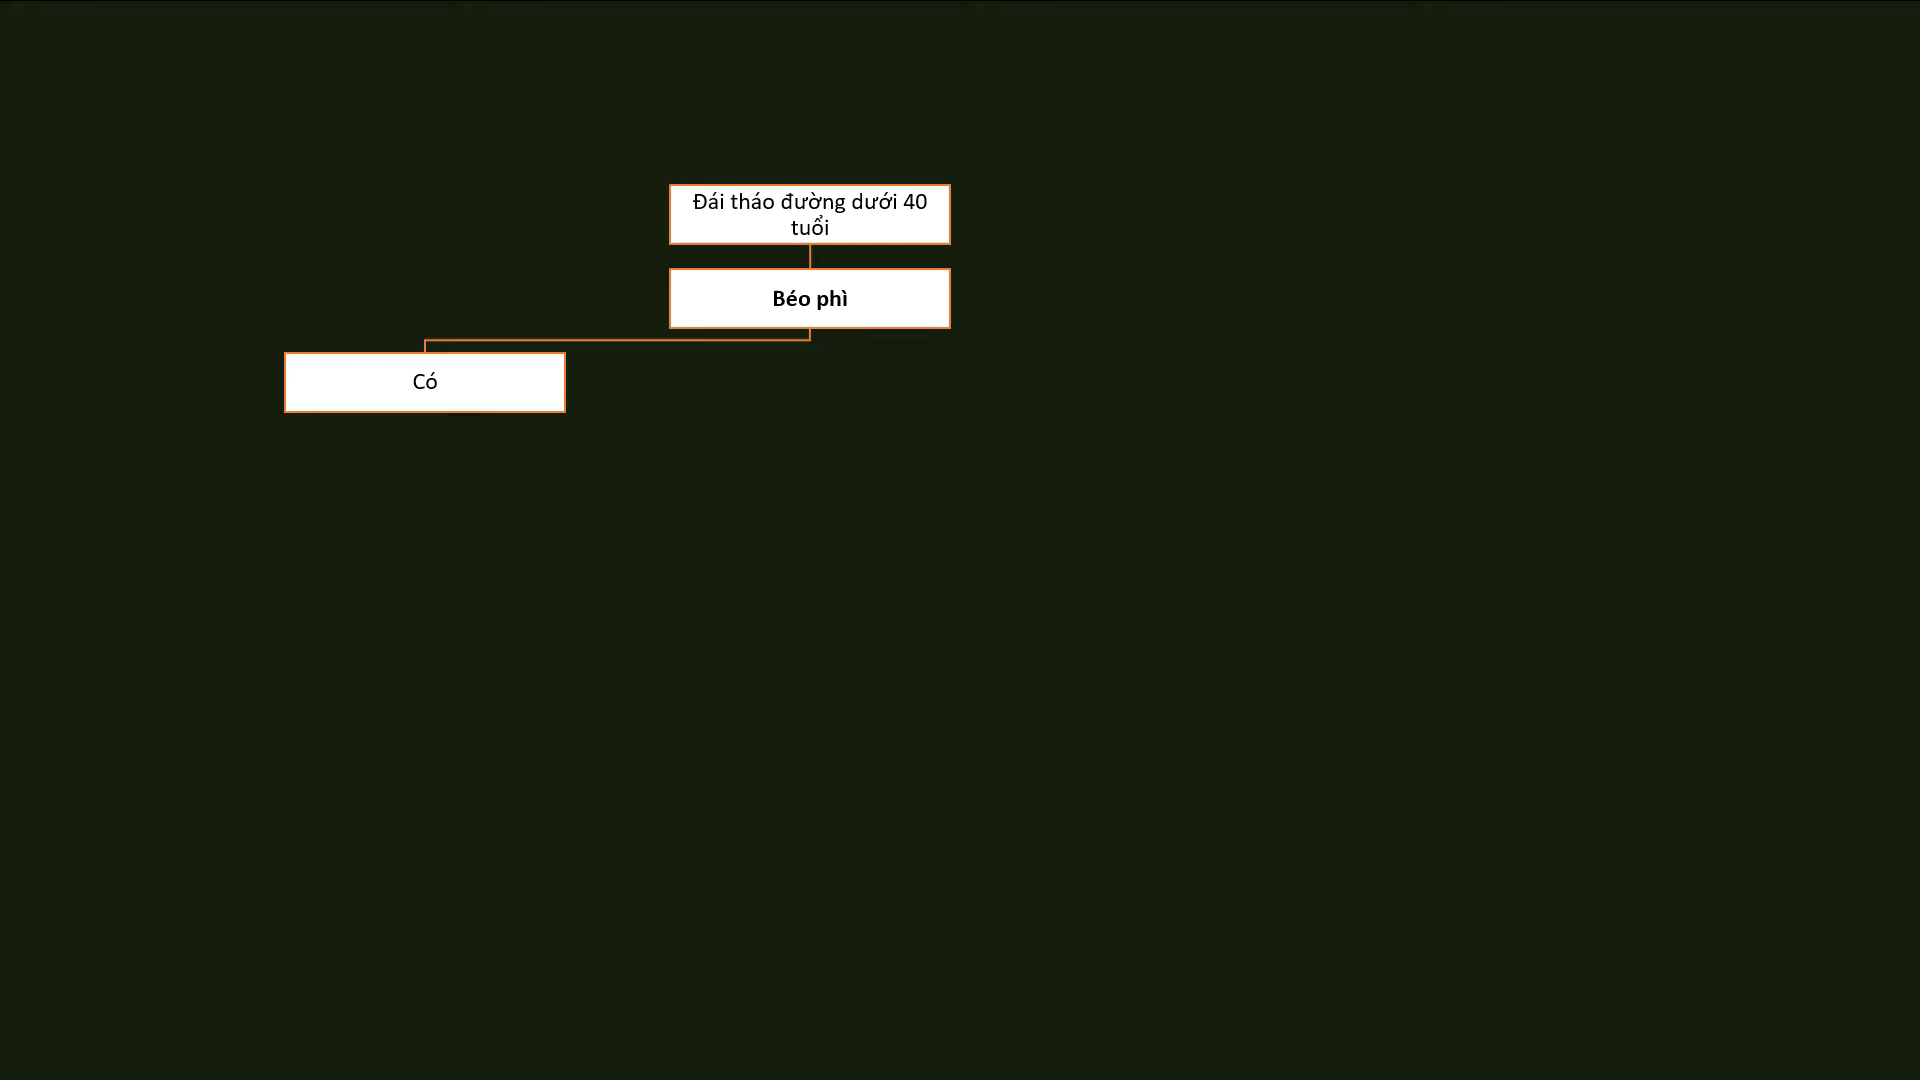 Đái tháo đường dưới 40
tuổi
Béo phì
Có